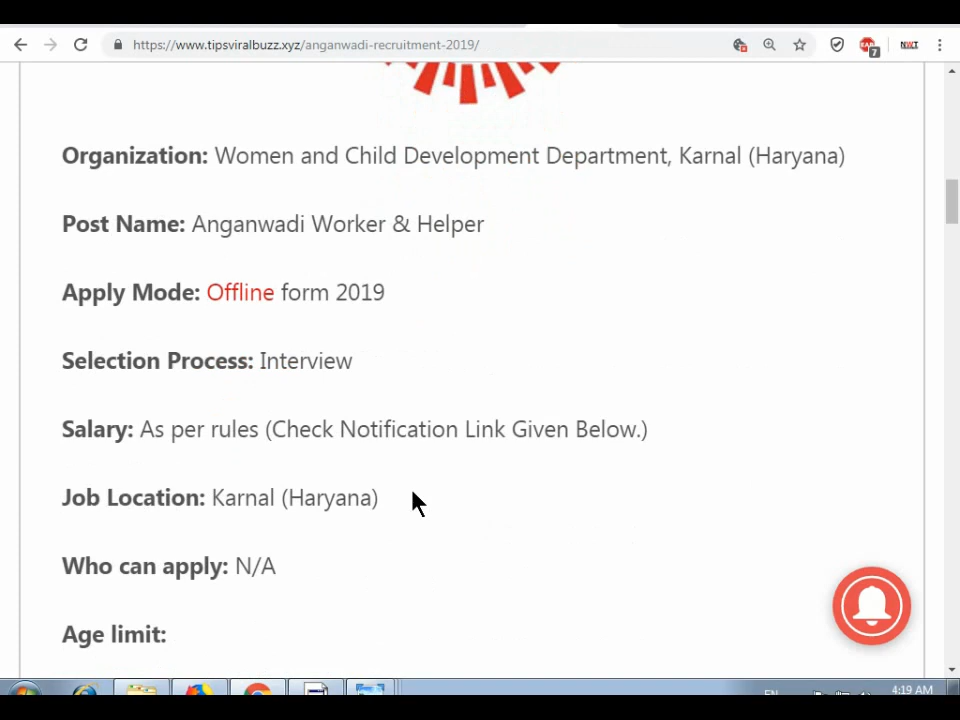 https://www.tipsviralbuzz.xyz/anganwadi-recruitment-2019/
7
Organization: Women and Child Development Department, Karnal (Haryana)
Post Name: Anganwadi Worker & Helper
Apply Mode: Offline form 2019
Selection Process: Interview
Salary: As per rules (Check Notification Link Given Below.)
Job Location: Karnal (Haryana)
Who can apply: N/A
Age limit:
EN
4:19 AM